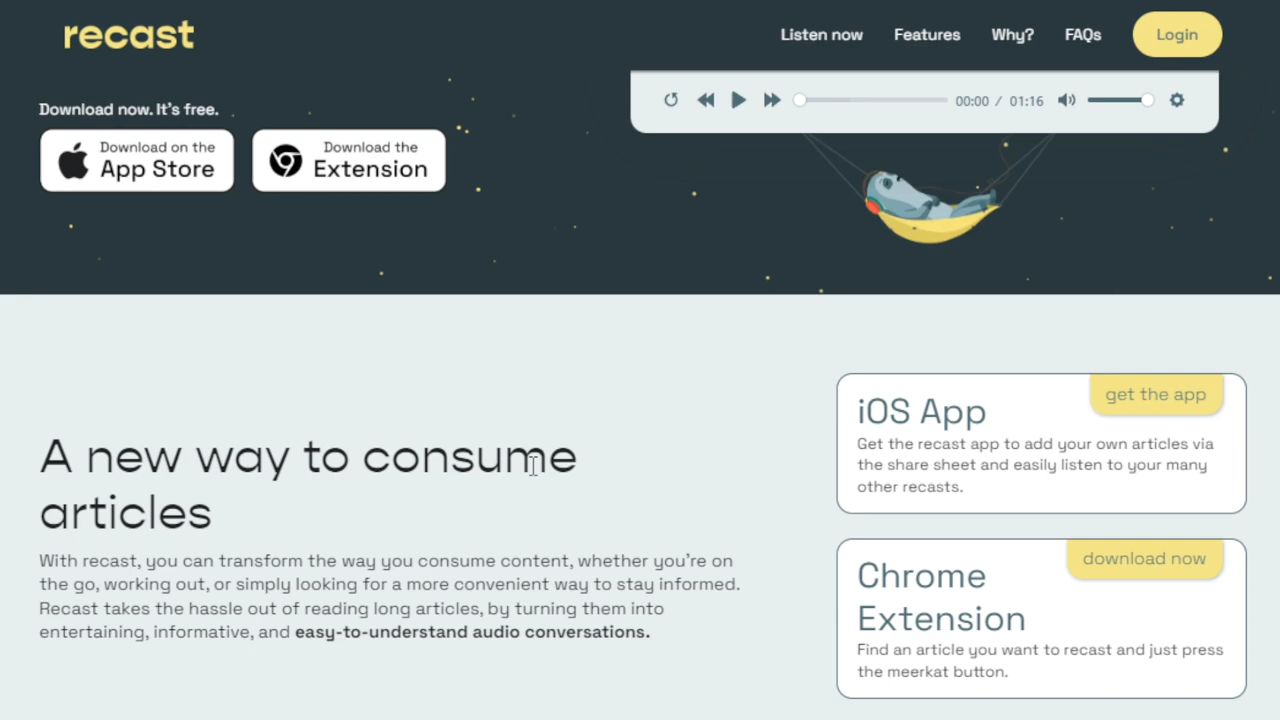 recast
Listen now Features Why? FAQs Login
Download now. It's free.
Download on the
App Store
Download the
Extension
00:00 / 01:16
A new way to consume
articles
With recast, you can transform the way you consume content, whether you're on
the go, working out, or simply looking for a more convenient way to stay informed.
Recast takes the hassle out of reading long articles, by turning them into
entertaining, informative, and easy-to-understand audio conversations.
get the app
iOS App
Get the recast app to add your own articles via
the share sheet and easily listen to your many
other recasts.
download now
Chrome
Extension
Find an article you want to recast and just press
the meerkat button.